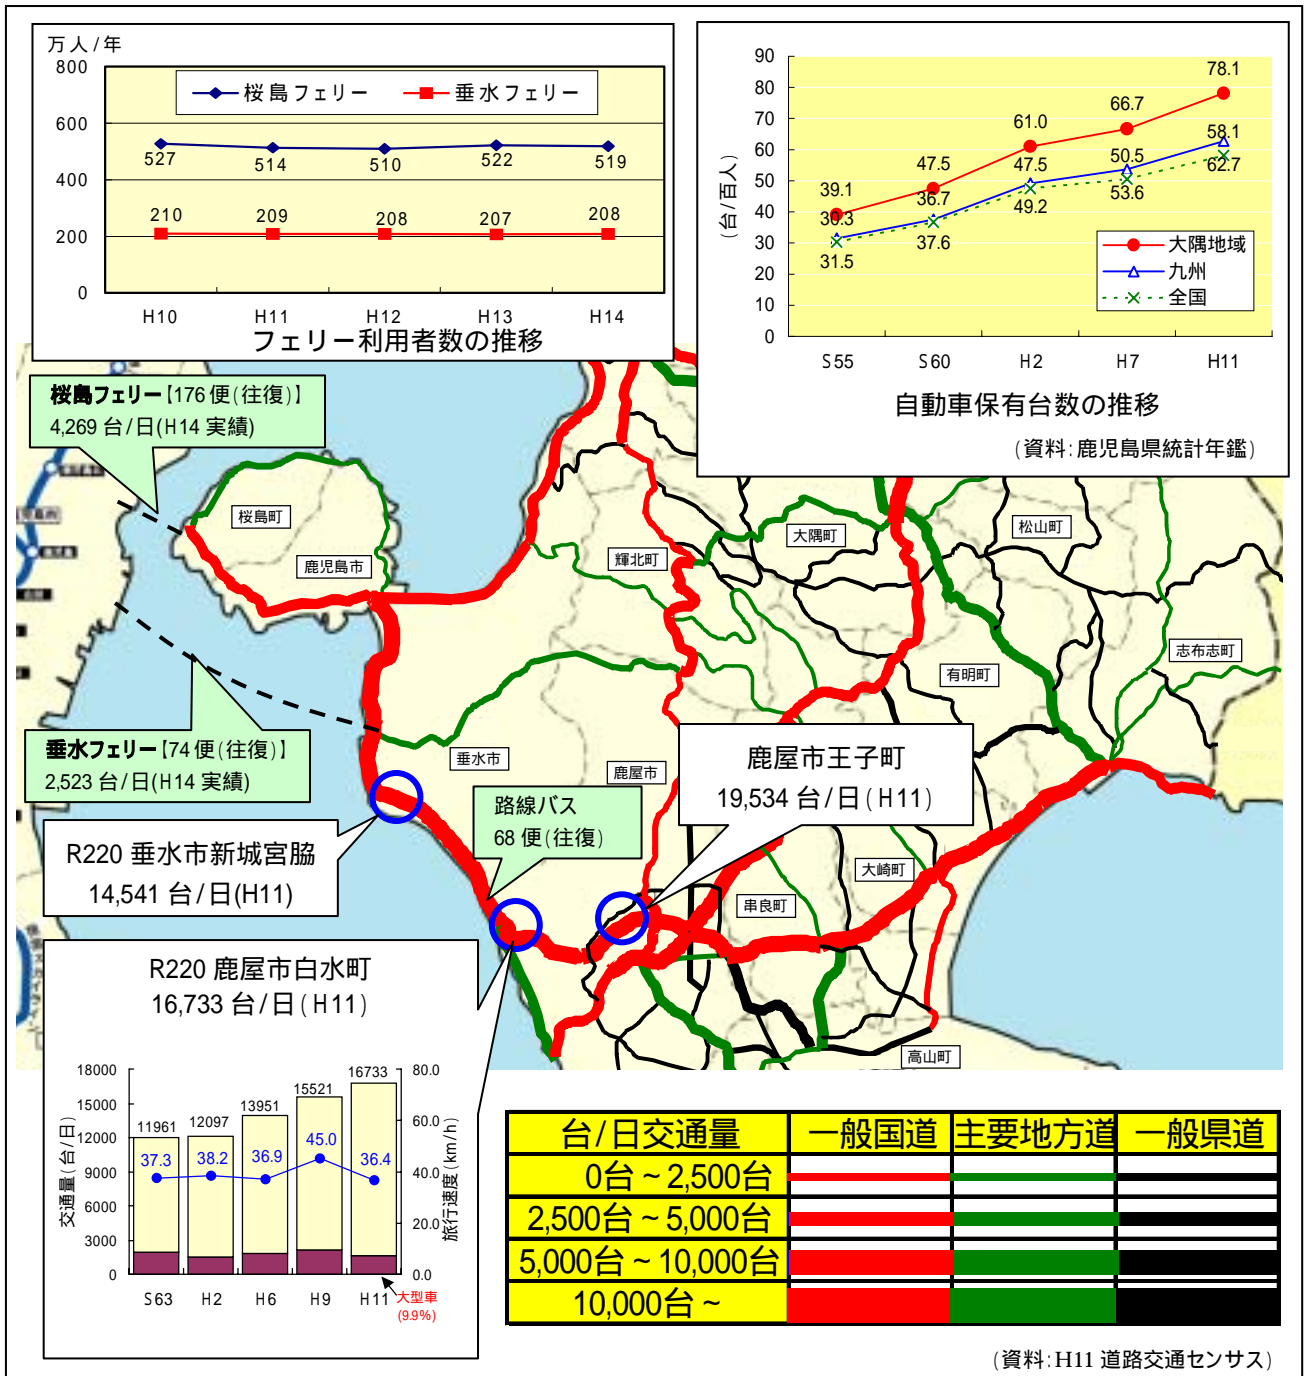 万人/年
800
600
400
200
0
桜島フェリー
垂水フェリー
527
514
510
522
519
210
209
208
207
208
H10
H11
H12
H13
H14
フェリー利用者数の推移
90
80
70
60
50
40
30
20
10
0
(台/百人)
39.1
47.5
61.0
66.7
78.1
30.3
36.7
47.5
50.5
58.1
31.5
37.6
49.2
53.6
62.7
大隅地域
九州
全国
S55
S60
H2
H7
H11
自動車保有台数の推移
(資料:鹿児島県統計年鑑)
桜島フェリー【176便(往復)】
4,269台/日(H14実績)
桜島町
鹿児島市
輝北町
大隅町
松山町
志布志町
有明町
垂水フェリー【74便(往復)】
2,523台/日(H14実績)
垂水市
鹿屋市
鹿屋市王子町
19,534台/日(H11)
路線バス
68便(往復)
R220 垂水市新城宮脇
14,541台/日(H11)
大崎町
串良町
高山町
R220 鹿屋市白水町
16,733台/日(H11)
18000
15000
12000
9000
6000
3000
0
交通量(台/日)
80.0
60.0
40.0
20.0
0.0
旅行速度(km/h)
11961
12097
13951
15521
16733
37.3
38.2
36.9
45.0
36.4
S63
H2
H6
H9
H11
大型車
(9.9%)
台/日交通量 一般国道 主要地方道 一般県道
0台~2,500台
2,500台~5,000台
5,000台~10,000台
10,000台~
(資料:H11道路交通センサス)